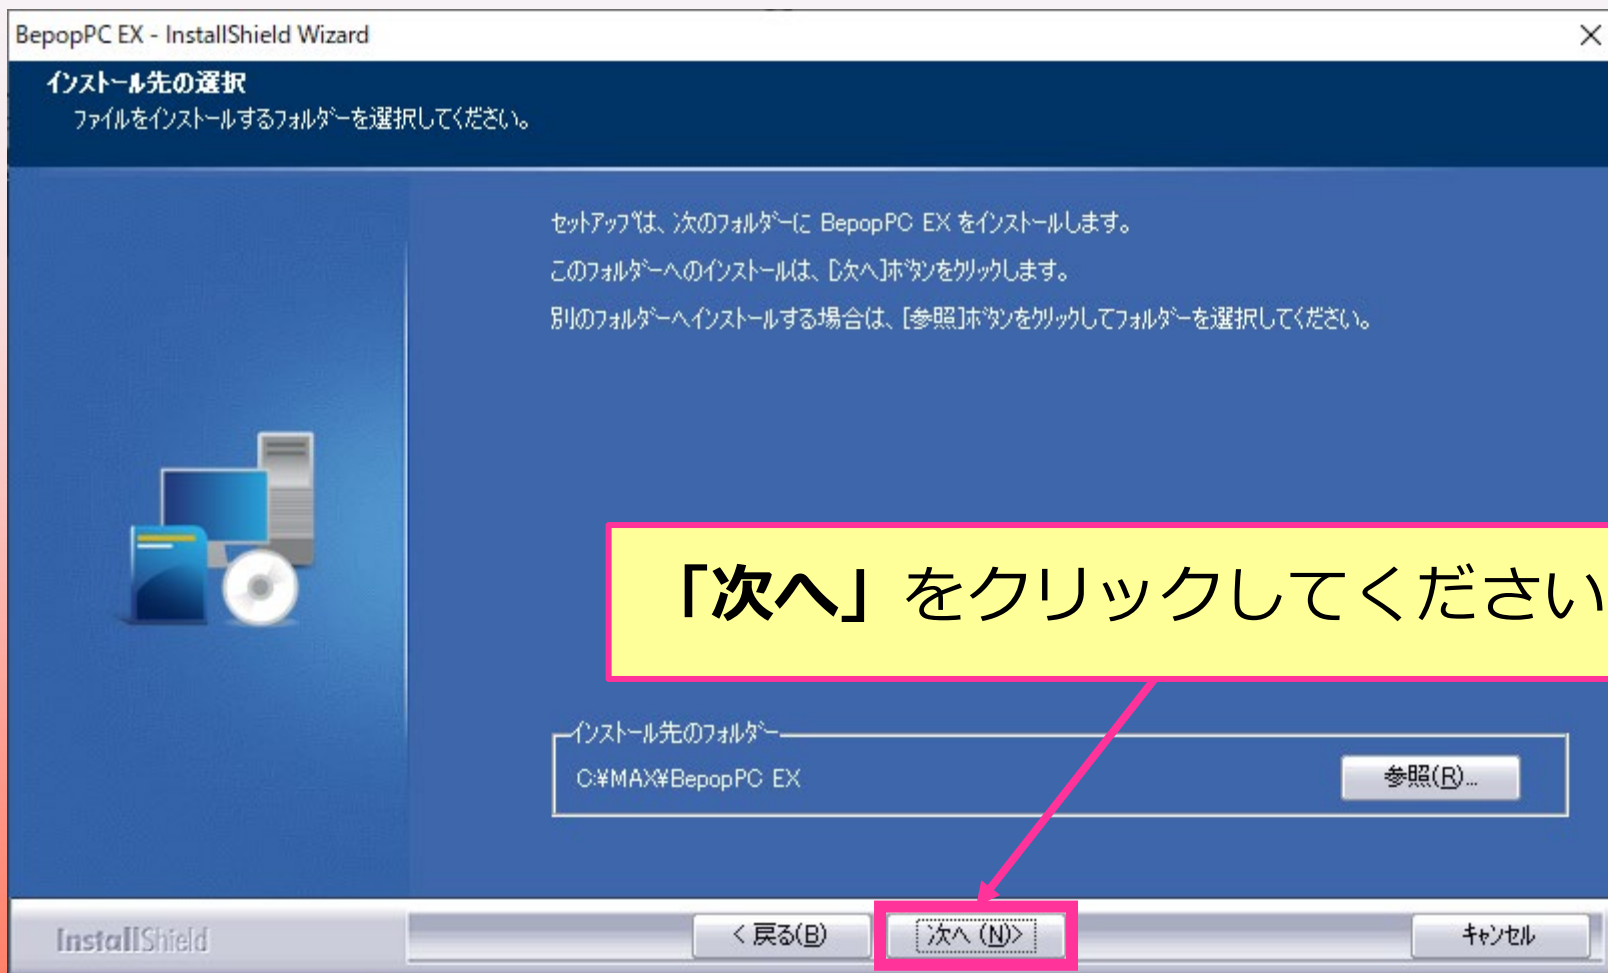 BepopPC EX - InstallShield Wizard
インストール先の選択
ファイルをインストールするフォルダーを選択してください。
セットアップは、次のフォルダーに BepopPC EX をインストールします。
このフォルダーへのインストールは、[次へ]ボタンをクリックします。
別のフォルダーへインストールする場合は、[参照]ボタンをクリックしてフォルダーを選択してください。
「次へ」をクリックしてください
インストール先のフォルダー
C:¥MAX¥BepopPC EX
参照(R)...
InstallShield
< 戻る(B)
次へ (N)>
キャンセル